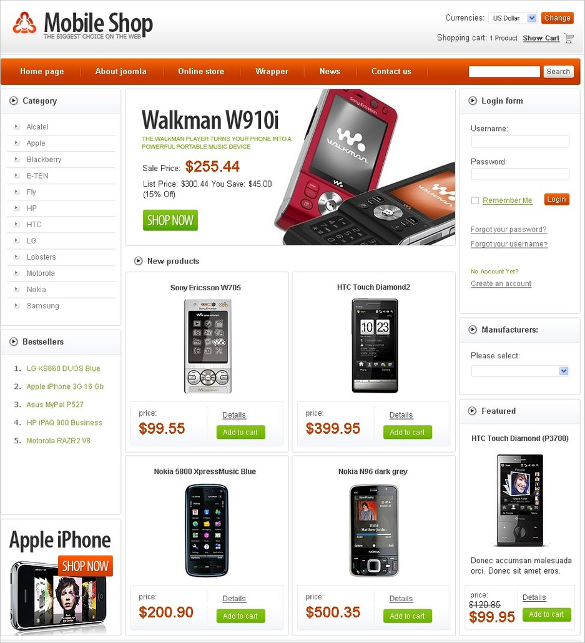 Mobile Shop
THE BIGGEST CHOICE ON THE WEB
Currencies: US Dollar Change
Shopping cart: 1 Product Show Cart
Home page About joomla Online store Wrapper News Contact us Search
Category
Alcatel
Apple
Blackberry
E-TEN
Fly
HP
HTC
LG
Lobsters
Motorola
Nokia
Samsung
Bestsellers
1. LG KS660 DUOS Blue
2. Apple iPhone 3G 16 Gb
3. Asus MyPal P527
4. HP iPAQ 900 Business
5. Motorola RAZR2 V8
Apple iPhone
SHOP NOW
Walkman W910i
THE WALKMAN PLAYER TURNS YOUR PHONE INTO A
POWERFUL PORTABLE MUSIC DEVICE
Sale Price: $255.44
List Price: $300.44 You Save: $45.00
(15% Off)
SHOP NOW
Sony Ericsson
WALKMAN
WALKMAN
New products
Sony Ericsson W705
price:
$99.55
Details
Add to cart
HTC Touch Diamond2
10 23
price:
$399.95
Details
Add to cart
Nokia 5800 XpressMusic Blue
price:
$200.90
Details
Add to cart
Nokia N96 dark grey
NOKIA
price:
$500.35
Details
Add to cart
Login form
Username:
Password:
Remember Me
Login
Forgot your password?
Forgot your username?
No Account Yet?
Create an account
Manufacturers:
Please select:
Featured
HTC Touch Diamond (P3700)
Donec accumsan malesuada
orci. Donec sit amet eros.
price:
$120.85
$99.95
Details
Add to cart